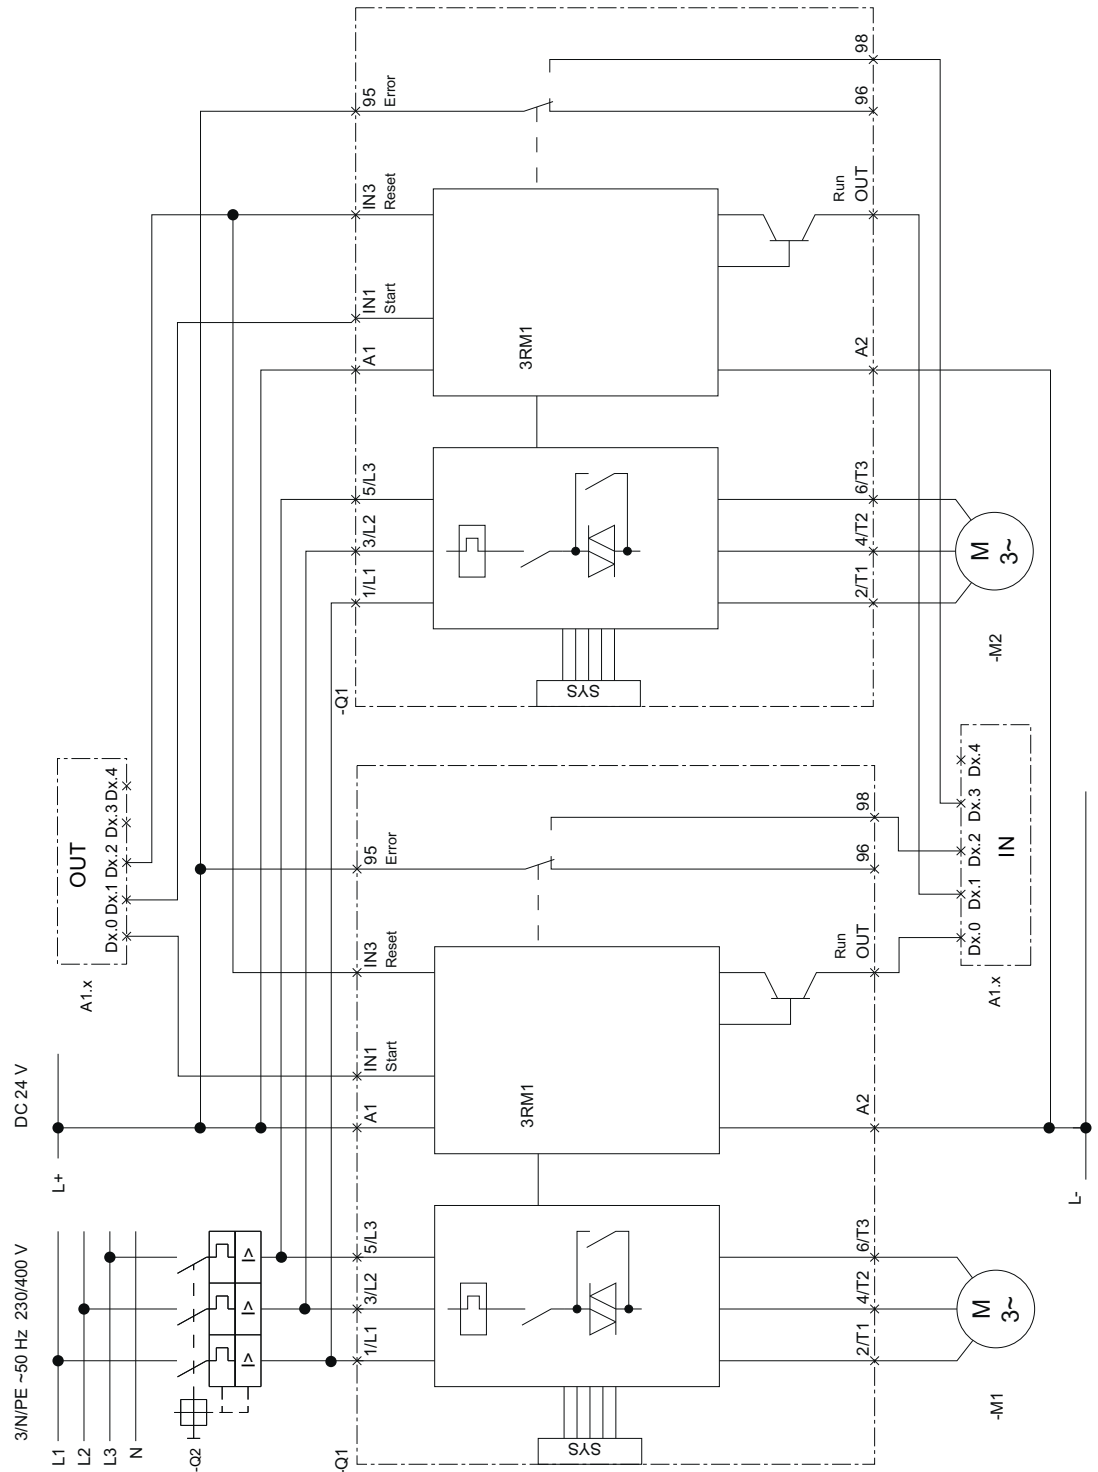 3/N/PE ~50 Hz 230/400 V
L1
L2
L3
N
-Q2
I>
I>
I>
DC 24 V
L+
L-
A1.x
OUT
Dx.0
Dx.1
Dx.2
Dx.3
Dx.4
-Q1
SYS
1/L1
3/L2
5/L3
A1
IN1
Start
IN3
Reset
95
Error
3RM1
2/T1
4/T2
6/T3
A2
Run
OUT
96
98
M
3~
-M1
-Q1
SYS
1/L1
3/L2
5/L3
A1
IN1
Start
IN3
Reset
95
Error
3RM1
2/T1
4/T2
6/T3
A2
Run
OUT
96
98
M
3~
-M2
A1.x
IN
Dx.0
Dx.1
Dx.2
Dx.3
Dx.4